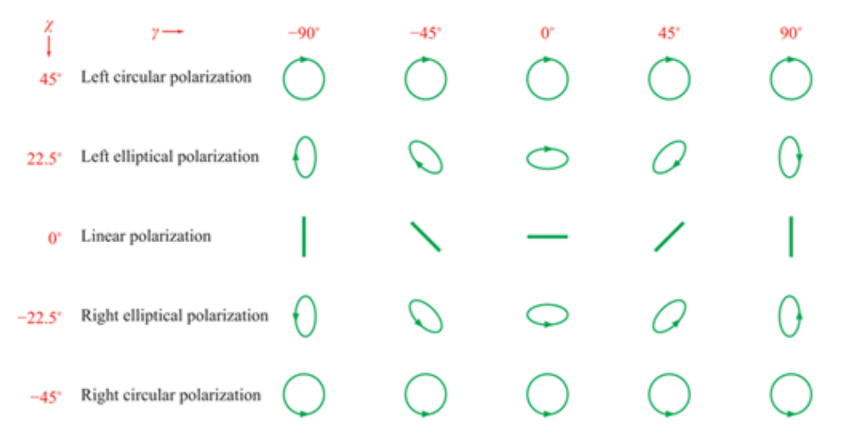 χ
γ → −90° −45° 0° 45° 90°
45° Left circular polarization
22.5° Left elliptical polarization
0° Linear polarization
−22.5° Right elliptical polarization
−45° Right circular polarization